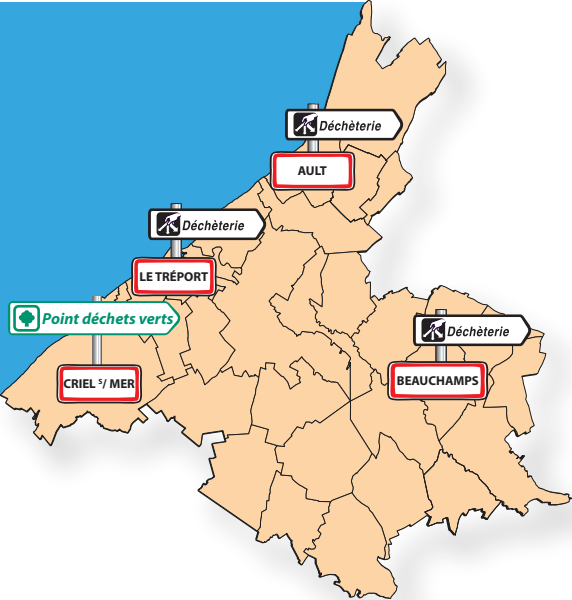 Déchèterie
AULT
Déchèterie
LE TRÉPORT
Point déchets verts
CRIEL S/ MER
Déchèterie
BEAUCHAMPS